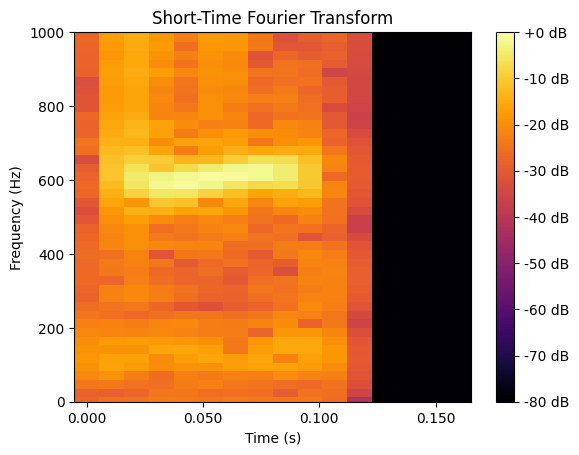 Short-Time Fourier Transform
Frequency (Hz)
1000
800
600
400
200
0
0.000
0.050
0.100
0.150
Time (s)
+0 dB
-10 dB
-20 dB
-30 dB
-40 dB
-50 dB
-60 dB
-70 dB
-80 dB